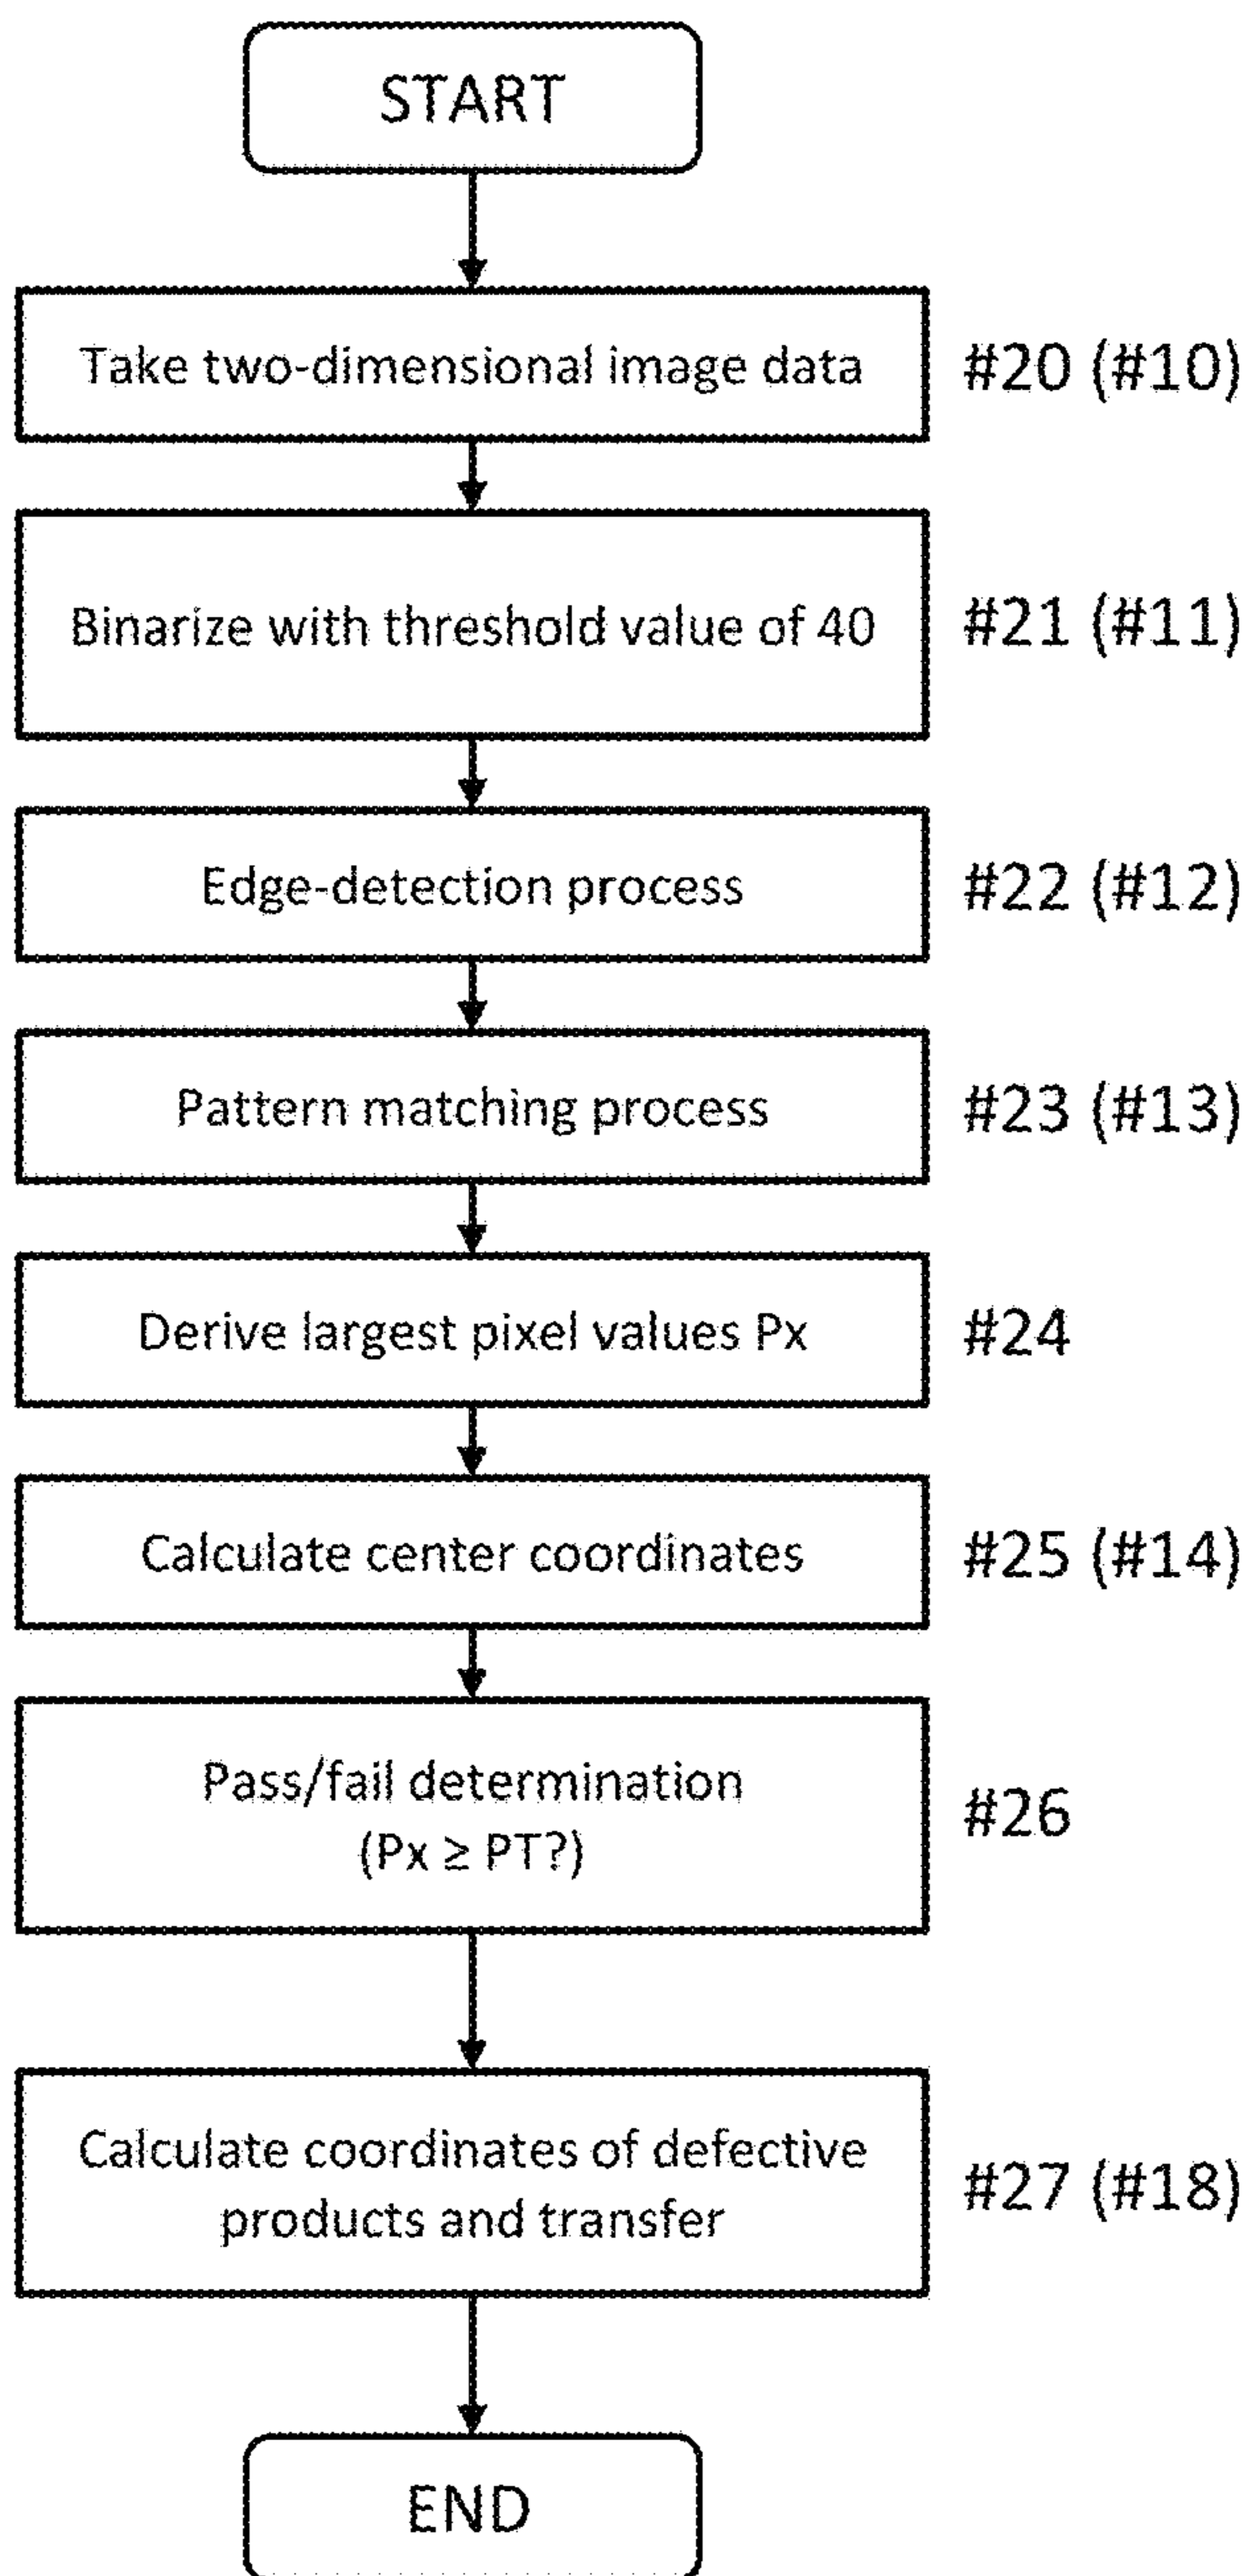 START
Take two-dimensional image data #20 (#10)
Binarize with threshold value of 40 #21 (#11)
Edge-detection process #22 (#12)
Pattern matching process #23 (#13)
Derive largest pixel values Px #24
Calculate center coordinates #25 (#14)
Pass/fail determination
(Px ≥ PT?)
#26
Calculate coordinates of defective
products and transfer
#27 (#18)
END